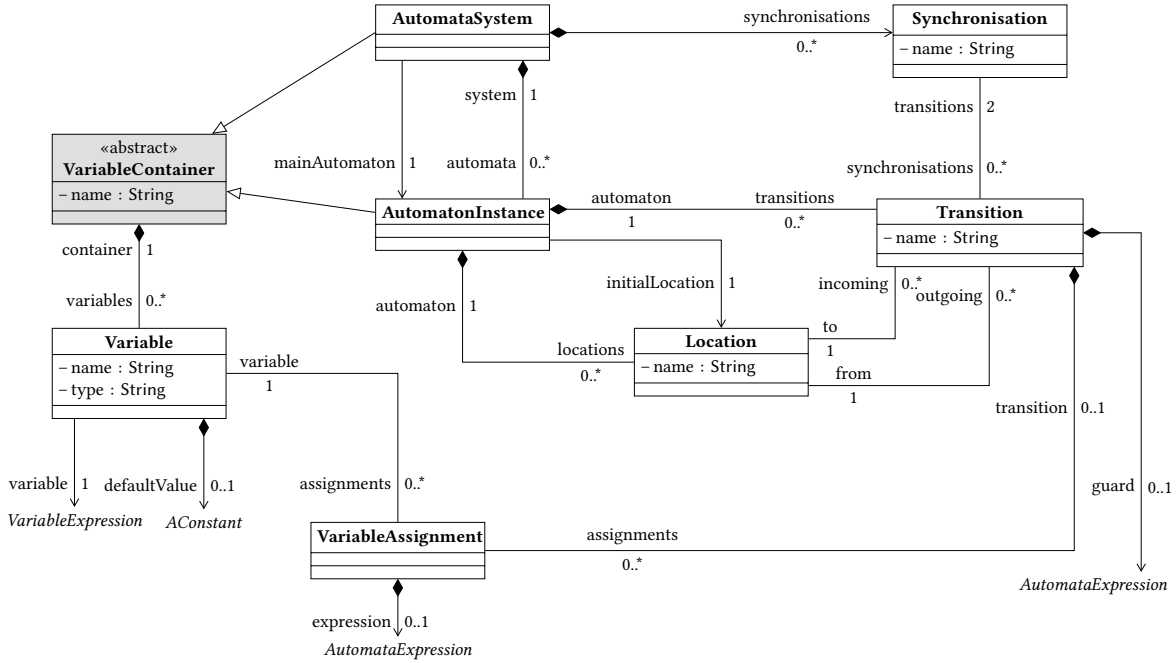 AutomataSystem
synchronisations
0..*
Synchronisation
– name : String
system 1
transitions 2
«abstract»
VariableContainer
– name : String
mainAutomaton 1
automata 0..*
synchronisations 0..*
AutomatonInstance
automaton
1
transitions
0..*
Transition
– name : String
container 1
variables 0..*
automaton 1
initialLocation 1
incoming 0..*
outgoing 0..*
Variable
– name : String
– type : String
variable
1
locations
0..*
Location
– name : String
to
1
from
1
transition 0..1
variable 1
defaultValue 0..1
assignments 0..*
guard 0..1
VariableExpression
AConstant
VariableAssignment
assignments
0..*
AutomataExpression
expression 0..1
AutomataExpression